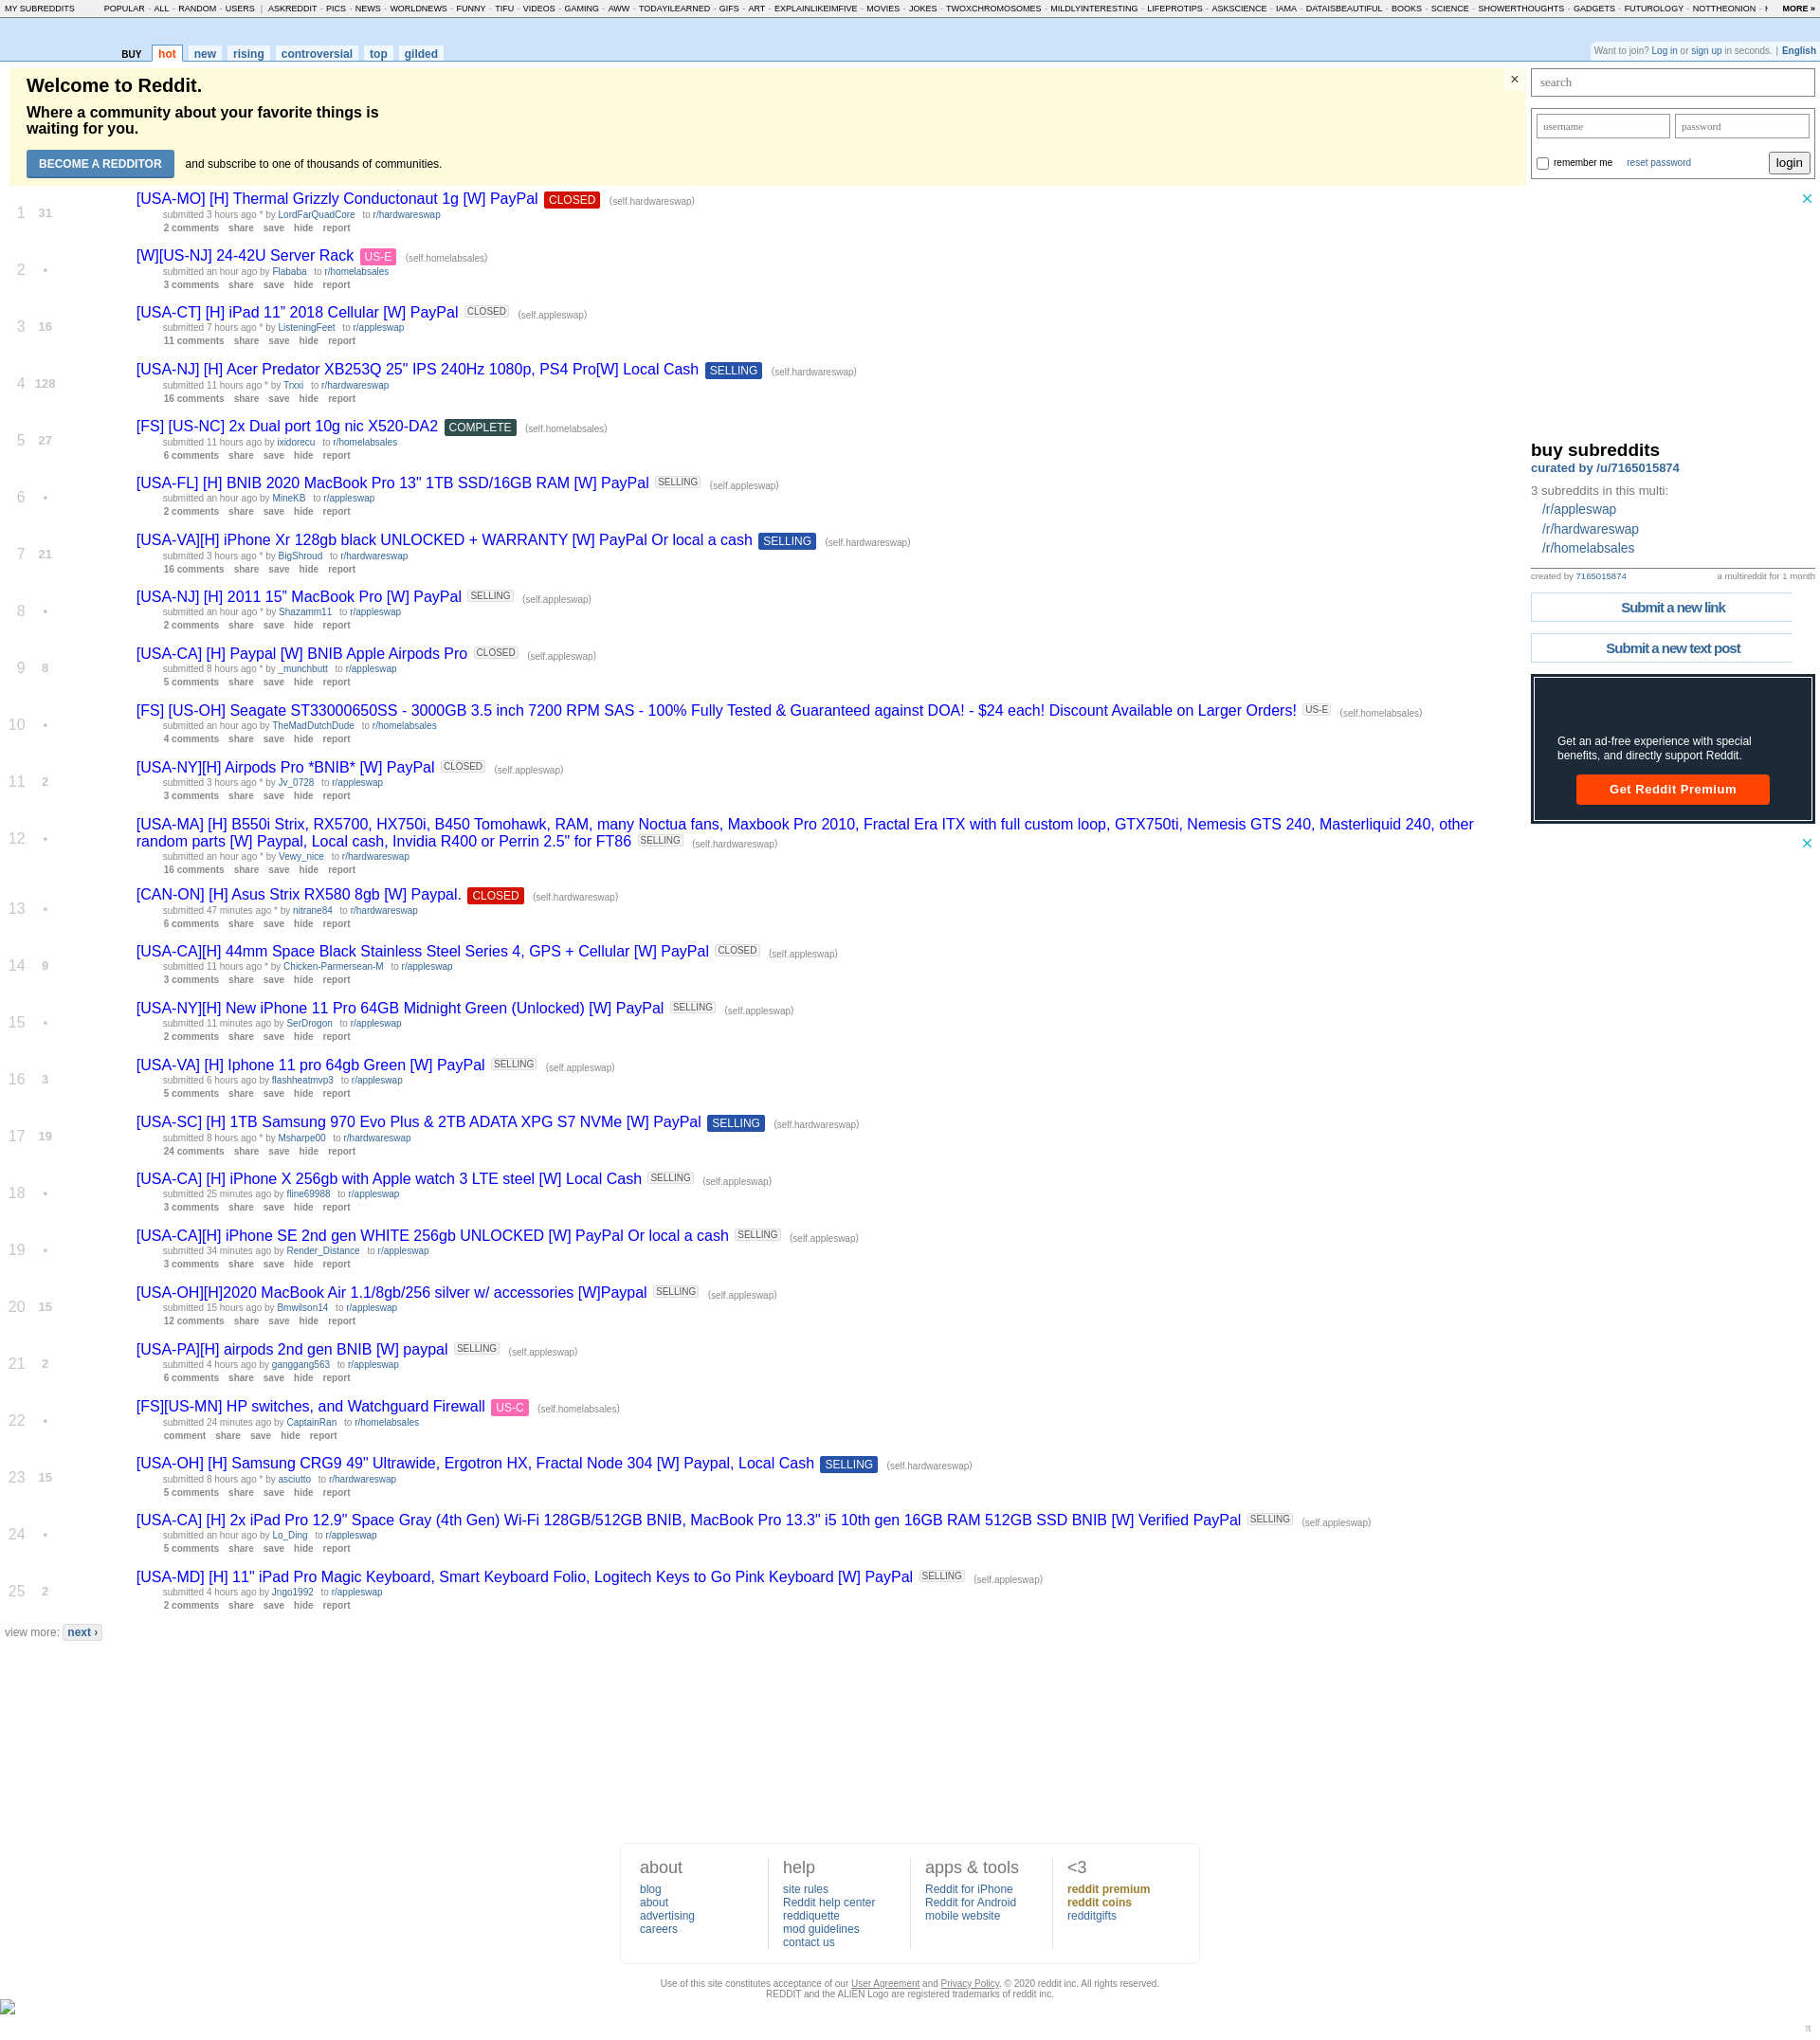 MY SUBREDDITS POPULAR - ALL - RANDOM - USERS | ASKREDDIT - PICS - NEWS - WORLDNEWS - FUNNY - TIFU - VIDEOS - GAMING - AWW - TODAYILEARNED - GIFS - ART - EXPLAINLIKEIMFIVE - MOVIES - JOKES - TWOXCHROMOSOMES - MILDLYINTERESTING - LIFEPROTIPS - ASKSCIENCE - IAMA - DATAISBEAUTIFUL - BOOKS - SCIENCE - SHOWERTHOUGHTS - GADGETS - FUTUROLOGY - NOTTHEONION - MORE »
BUY hot new rising controversial top gilded
Want to join? Log in or sign up in seconds. | English
Welcome to Reddit.
Where a community about your favorite things is
waiting for you.
BECOME A REDDITOR and subscribe to one of thousands of communities.
×
1 31 [USA-MO] [H] Thermal Grizzly Conductonaut 1g [W] PayPal CLOSED (self.hardwareswap)
submitted 3 hours ago * by LordFarQuadCore to r/hardwareswap
2 comments share save hide report
2 • [W][US-NJ] 24-42U Server Rack US-E (self.homelabsales)
submitted an hour ago by Flababa to r/homelabsales
3 comments share save hide report
3 16 [USA-CT] [H] iPad 11” 2018 Cellular [W] PayPal CLOSED (self.appleswap)
submitted 7 hours ago * by ListeningFeet to r/appleswap
11 comments share save hide report
4 128 [USA-NJ] [H] Acer Predator XB253Q 25" IPS 240Hz 1080p, PS4 Pro[W] Local Cash SELLING (self.hardwareswap)
submitted 11 hours ago * by Trxxi to r/hardwareswap
16 comments share save hide report
5 27 [FS] [US-NC] 2x Dual port 10g nic X520-DA2 COMPLETE (self.homelabsales)
submitted 11 hours ago by ixidorecu to r/homelabsales
6 comments share save hide report
6 • [USA-FL] [H] BNIB 2020 MacBook Pro 13" 1TB SSD/16GB RAM [W] PayPal SELLING (self.appleswap)
submitted an hour ago by MineKB to r/appleswap
2 comments share save hide report
7 21 [USA-VA][H] iPhone Xr 128gb black UNLOCKED + WARRANTY [W] PayPal Or local a cash SELLING (self.hardwareswap)
submitted 3 hours ago * by BigShroud to r/hardwareswap
16 comments share save hide report
8 • [USA-NJ] [H] 2011 15” MacBook Pro [W] PayPal SELLING (self.appleswap)
submitted an hour ago * by Shazamm11 to r/appleswap
2 comments share save hide report
9 8 [USA-CA] [H] Paypal [W] BNIB Apple Airpods Pro CLOSED (self.appleswap)
submitted 8 hours ago * by _munchbutt to r/appleswap
5 comments share save hide report
10 • [FS] [US-OH] Seagate ST33000650SS - 3000GB 3.5 inch 7200 RPM SAS - 100% Fully Tested & Guaranteed against DOA! - $24 each! Discount Available on Larger Orders! US-E (self.homelabsales)
submitted an hour ago by TheMadDutchDude to r/homelabsales
4 comments share save hide report
11 2 [USA-NY][H] Airpods Pro *BNIB* [W] PayPal CLOSED (self.appleswap)
submitted 3 hours ago * by Jv_0728 to r/appleswap
3 comments share save hide report
12 • [USA-MA] [H] B550i Strix, RX5700, HX750i, B450 Tomohawk, RAM, many Noctua fans, Maxbook Pro 2010, Fractal Era ITX with full custom loop, GTX750ti, Nemesis GTS 240, Masterliquid 240, other
random parts [W] Paypal, Local cash, Invidia R400 or Perrin 2.5" for FT86 SELLING (self.hardwareswap)
submitted an hour ago * by Vewy_nice to r/hardwareswap
16 comments share save hide report
13 • [CAN-ON] [H] Asus Strix RX580 8gb [W] Paypal. CLOSED (self.hardwareswap)
submitted 47 minutes ago * by nitrane84 to r/hardwareswap
6 comments share save hide report
14 9 [USA-CA][H] 44mm Space Black Stainless Steel Series 4, GPS + Cellular [W] PayPal CLOSED (self.appleswap)
submitted 11 hours ago * by Chicken-Parmersean-M to r/appleswap
3 comments share save hide report
15 • [USA-NY][H] New iPhone 11 Pro 64GB Midnight Green (Unlocked) [W] PayPal SELLING (self.appleswap)
submitted 11 minutes ago by SerDrogon to r/appleswap
2 comments share save hide report
16 3 [USA-VA] [H] Iphone 11 pro 64gb Green [W] PayPal SELLING (self.appleswap)
submitted 6 hours ago by flashheatmvp3 to r/appleswap
5 comments share save hide report
17 19 [USA-SC] [H] 1TB Samsung 970 Evo Plus & 2TB ADATA XPG S7 NVMe [W] PayPal SELLING (self.hardwareswap)
submitted 8 hours ago * by Msharpe00 to r/hardwareswap
24 comments share save hide report
18 • [USA-CA] [H] iPhone X 256gb with Apple watch 3 LTE steel [W] Local Cash SELLING (self.appleswap)
submitted 25 minutes ago by fline69988 to r/appleswap
3 comments share save hide report
19 • [USA-CA][H] iPhone SE 2nd gen WHITE 256gb UNLOCKED [W] PayPal Or local a cash SELLING (self.appleswap)
submitted 34 minutes ago by Render_Distance to r/appleswap
3 comments share save hide report
20 15 [USA-OH][H]2020 MacBook Air 1.1/8gb/256 silver w/ accessories [W]Paypal SELLING (self.appleswap)
submitted 15 hours ago by Bmwilson14 to r/appleswap
12 comments share save hide report
21 2 [USA-PA][H] airpods 2nd gen BNIB [W] paypal SELLING (self.appleswap)
submitted 4 hours ago by ganggang563 to r/appleswap
6 comments share save hide report
22 • [FS][US-MN] HP switches, and Watchguard Firewall US-C (self.homelabsales)
submitted 24 minutes ago by CaptainRan to r/homelabsales
comment share save hide report
23 15 [USA-OH] [H] Samsung CRG9 49" Ultrawide, Ergotron HX, Fractal Node 304 [W] Paypal, Local Cash SELLING (self.hardwareswap)
submitted 8 hours ago * by asciutto to r/hardwareswap
5 comments share save hide report
24 • [USA-CA] [H] 2x iPad Pro 12.9" Space Gray (4th Gen) Wi-Fi 128GB/512GB BNIB, MacBook Pro 13.3" i5 10th gen 16GB RAM 512GB SSD BNIB [W] Verified PayPal SELLING (self.appleswap)
submitted an hour ago by Lo_Ding to r/appleswap
5 comments share save hide report
25 2 [USA-MD] [H] 11" iPad Pro Magic Keyboard, Smart Keyboard Folio, Logitech Keys to Go Pink Keyboard [W] PayPal SELLING (self.appleswap)
submitted 4 hours ago by Jngo1992 to r/appleswap
2 comments share save hide report
view more: next ›
search
username password
remember me reset password login
buy subreddits
curated by /u/7165015874
3 subreddits in this multi:
/r/appleswap
/r/hardwareswap
/r/homelabsales
created by 7165015874 a multireddit for 1 month
Submit a new link
Submit a new text post
Get an ad-free experience with special
benefits, and directly support Reddit.
Get Reddit Premium
about
blog
about
advertising
careers
help
site rules
Reddit help center
reddiquette
mod guidelines
contact us
apps & tools
Reddit for iPhone
Reddit for Android
mobile website
<3
reddit premium
reddit coins
redditgifts
Use of this site constitutes acceptance of our User Agreement and Privacy Policy. © 2020 reddit inc. All rights reserved.
REDDIT and the ALIEN Logo are registered trademarks of reddit inc.
π